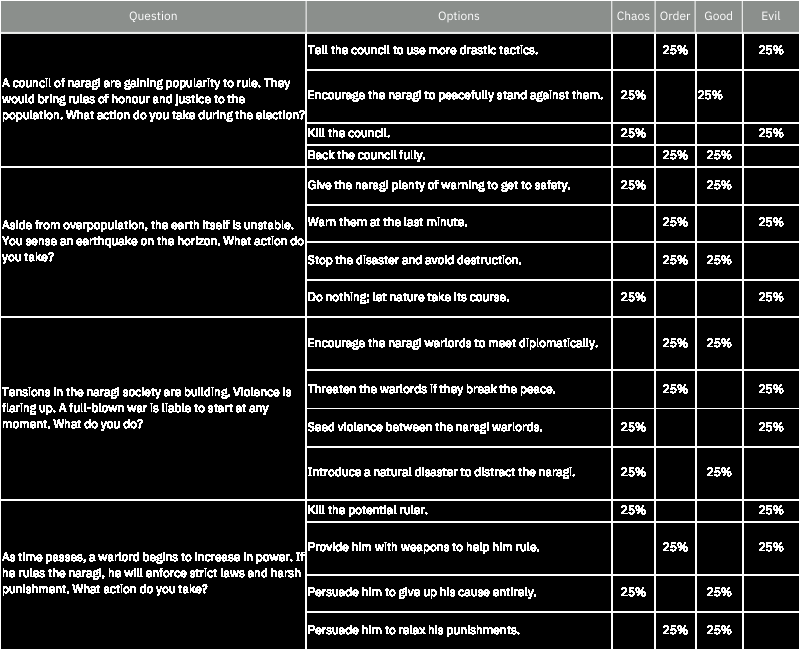 Question Options Chaos Order Good Evil
A council of naragi are gaining popularity to rule. They
would bring rules of honour and justice to the
population. What action do you take during the election?
Tell the council to use more drastic tactics. 25% 25%
Encourage the naragi to peacefully stand against them. 25% 25%
Kill the council. 25% 25%
Back the council fully. 25% 25%
Aside from overpopulation, the earth itself is unstable.
You sense an earthquake on the horizon. What action do
you take?
Give the naragi plenty of warning to get to safety. 25% 25%
Warn them at the last minute. 25% 25%
Stop the disaster and avoid destruction. 25% 25%
Do nothing; let nature take its course. 25% 25%
Tensions in the naragi society are building. Violence is
flaring up. A full-blown war is liable to start at any
moment. What do you do?
Encourage the naragi warlords to meet diplomatically. 25% 25%
Threaten the warlords if they break the peace. 25% 25%
Seed violence between the naragi warlords. 25% 25%
Introduce a natural disaster to distract the naragi. 25% 25%
As time passes, a warlord begins to increase in power. If
he rules the naragi, he will enforce strict laws and harsh
punishment. What action do you take?
Kill the potential ruler. 25% 25%
Provide him with weapons to help him rule. 25% 25%
Persuade him to give up his cause entirely. 25% 25%
Persuade him to relax his punishments. 25% 25%